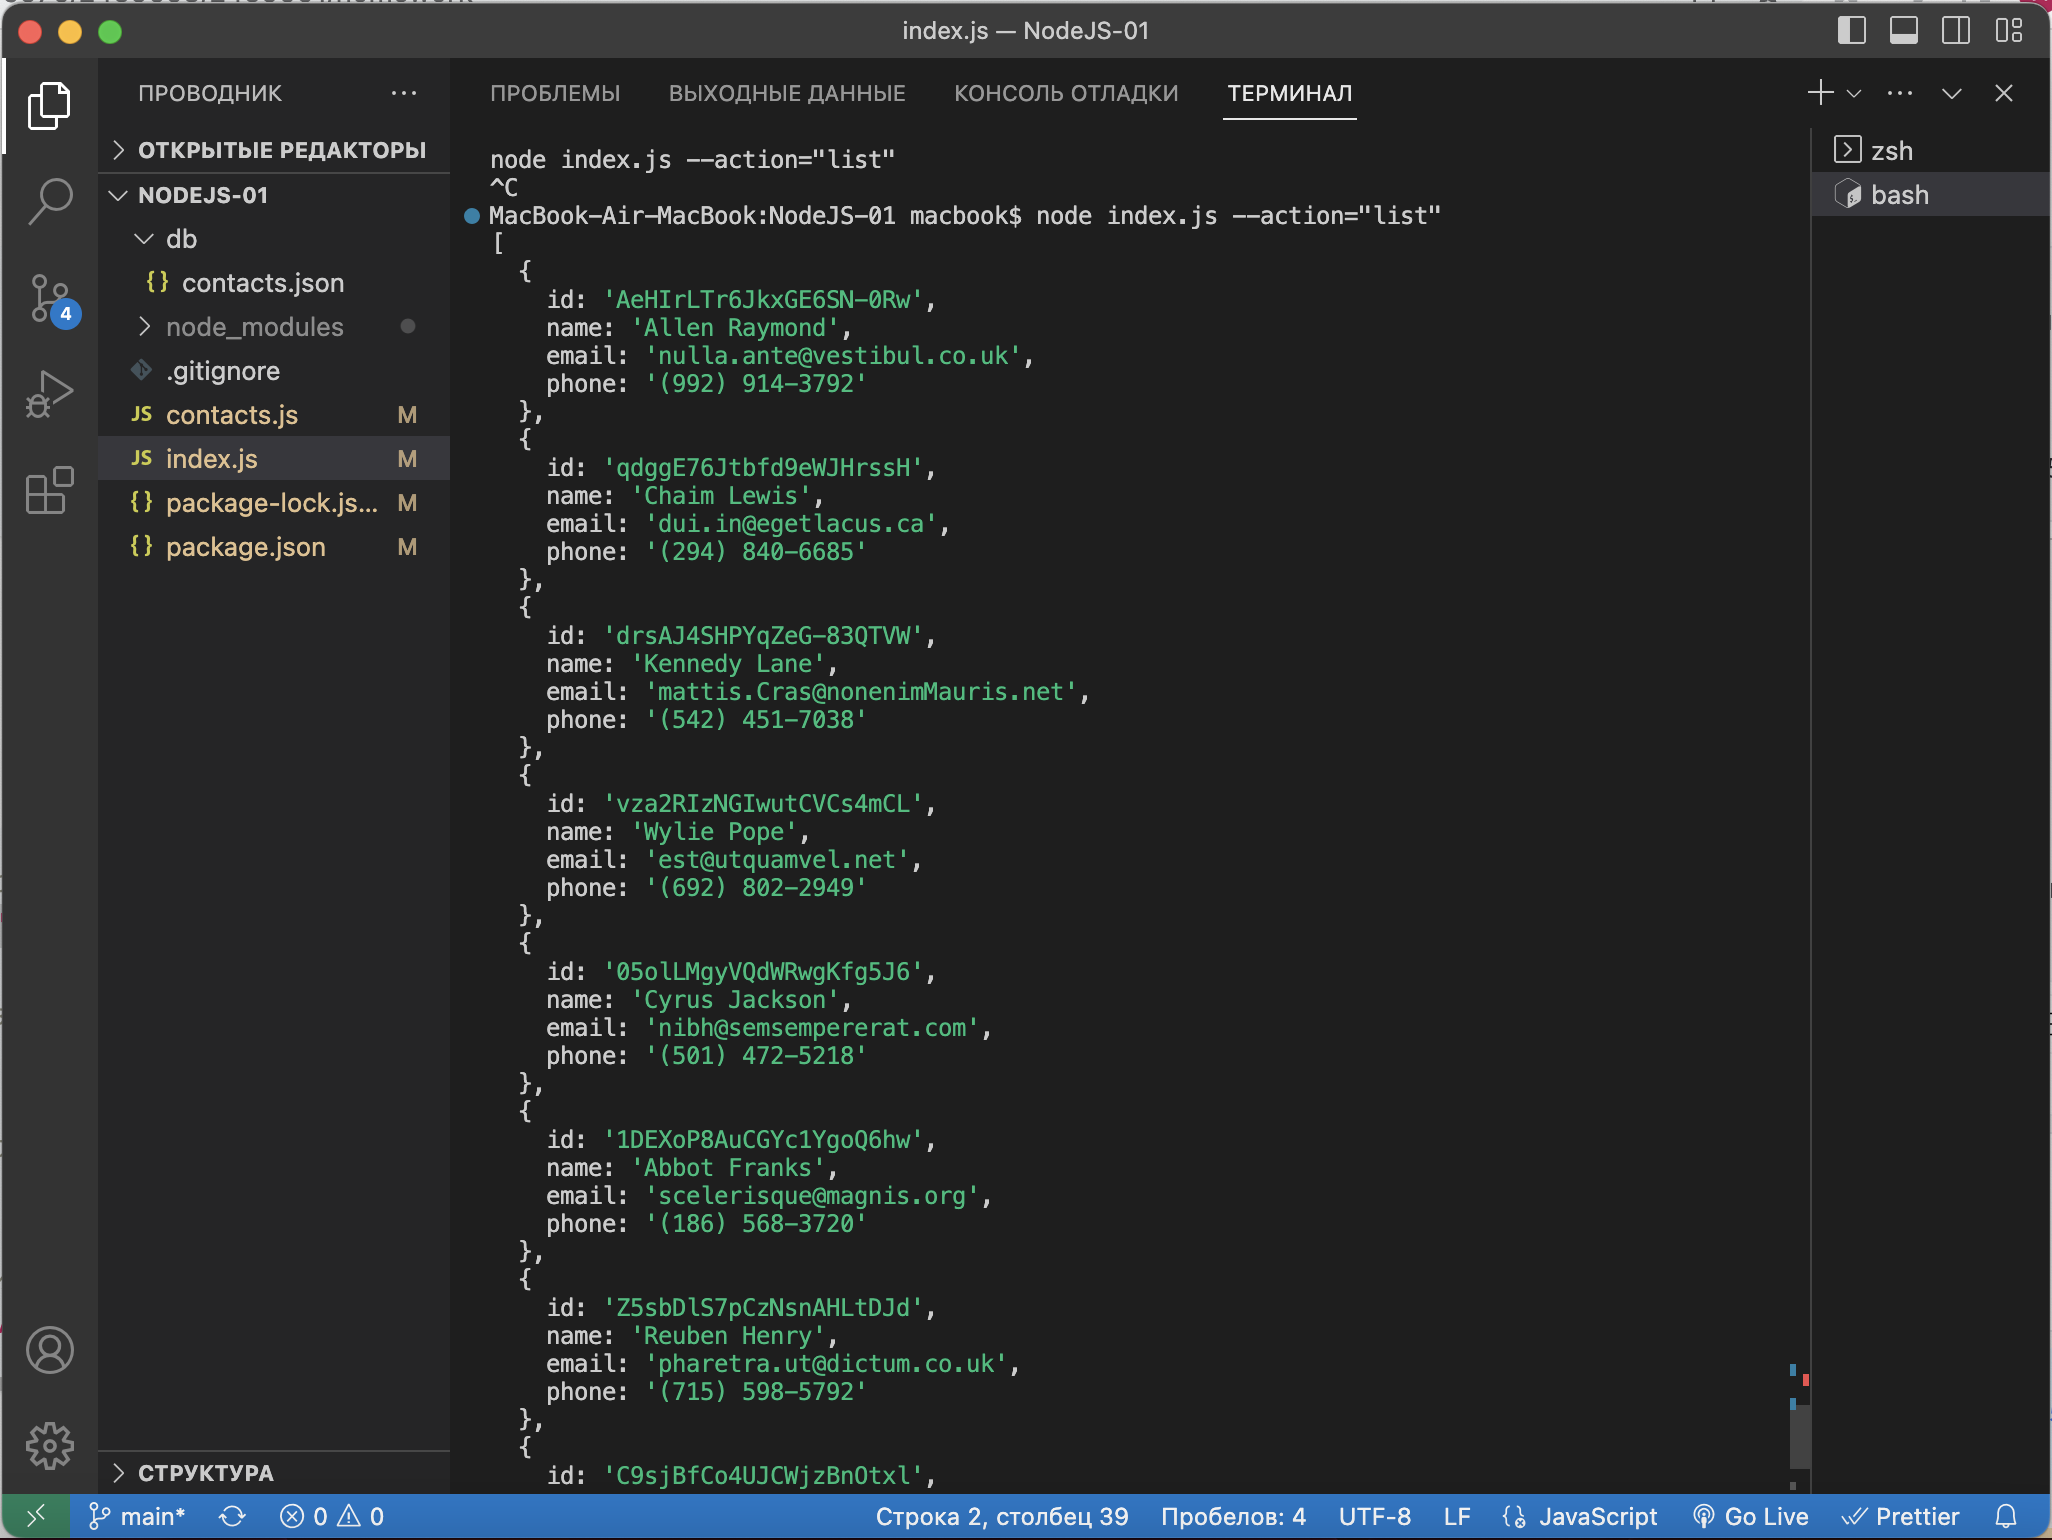 index.js — NodeJS-01
ПРОВОДНИК
ОТКРЫТЫЕ РЕДАКТОРЫ
NODEJS-01
db
{} contacts.json
node_modules
.gitignore
JS contacts.js M
JS index.js M
{} package-lock.js... M
{} package.json M
4
СТРУКТУРА
ПРОБЛЕМЫ ВЫХОДНЫЕ ДАННЫЕ КОНСОЛЬ ОТЛАДКИ ТЕРМИНАЛ
node index.js --action="list"
^C
MacBook-Air-MacBook:NodeJS-01 macbook$ node index.js --action="list"
[
{
id: 'AeHIrLTr6JkxGE6SN-0Rw',
name: 'Allen Raymond',
email: 'nulla.ante@vestibul.co.uk',
phone: '(992) 914-3792'
},
{
id: 'qdggE76Jtbfd9eWJHrssH',
name: 'Chaim Lewis',
email: 'dui.in@egetlacus.ca',
phone: '(294) 840-6685'
},
{
id: 'drsAJ4SHPYqZeG-83QTVW',
name: 'Kennedy Lane',
email: 'mattis.Cras@nonenimMauris.net',
phone: '(542) 451-7038'
},
{
id: 'vza2RIzNGIwutCVCs4mCL',
name: 'Wylie Pope',
email: 'est@utquamvel.net',
phone: '(692) 802-2949'
},
{
id: '05olLMgyVQdWRwgKfg5J6',
name: 'Cyrus Jackson',
email: 'nibh@semsempererat.com',
phone: '(501) 472-5218'
},
{
id: '1DEXoP8AuCGYc1YgoQ6hw',
name: 'Abbot Franks',
email: 'scelerisque@magnis.org',
phone: '(186) 568-3720'
},
{
id: 'Z5sbDlS7pCzNsnAHLtDJd',
name: 'Reuben Henry',
email: 'pharetra.ut@dictum.co.uk',
phone: '(715) 598-5792'
},
{
id: 'C9sjBfCo4UJCWjzBnOtxl',
zsh
bash
main* 0 0 Строка 2, столбец 39 Пробелов: 4 UTF-8 LF JavaScript Go Live Prettier